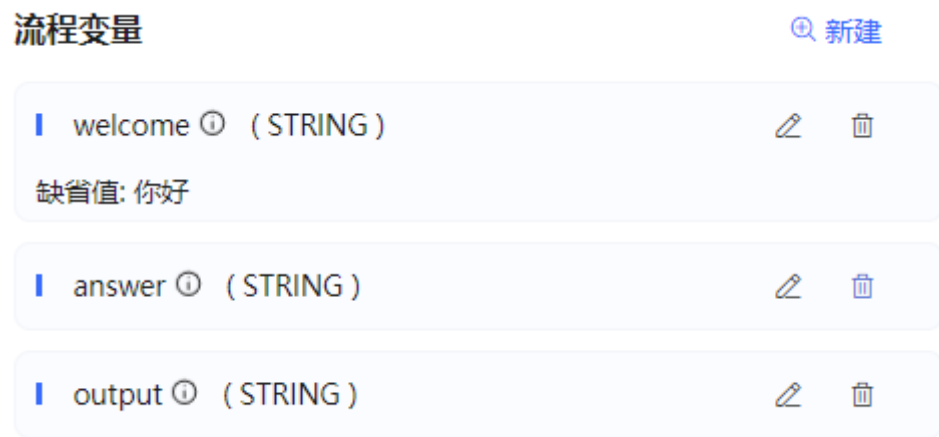 流程变量
新建
welcome ( STRING )
缺省值: 你好
answer ( STRING )
output ( STRING )